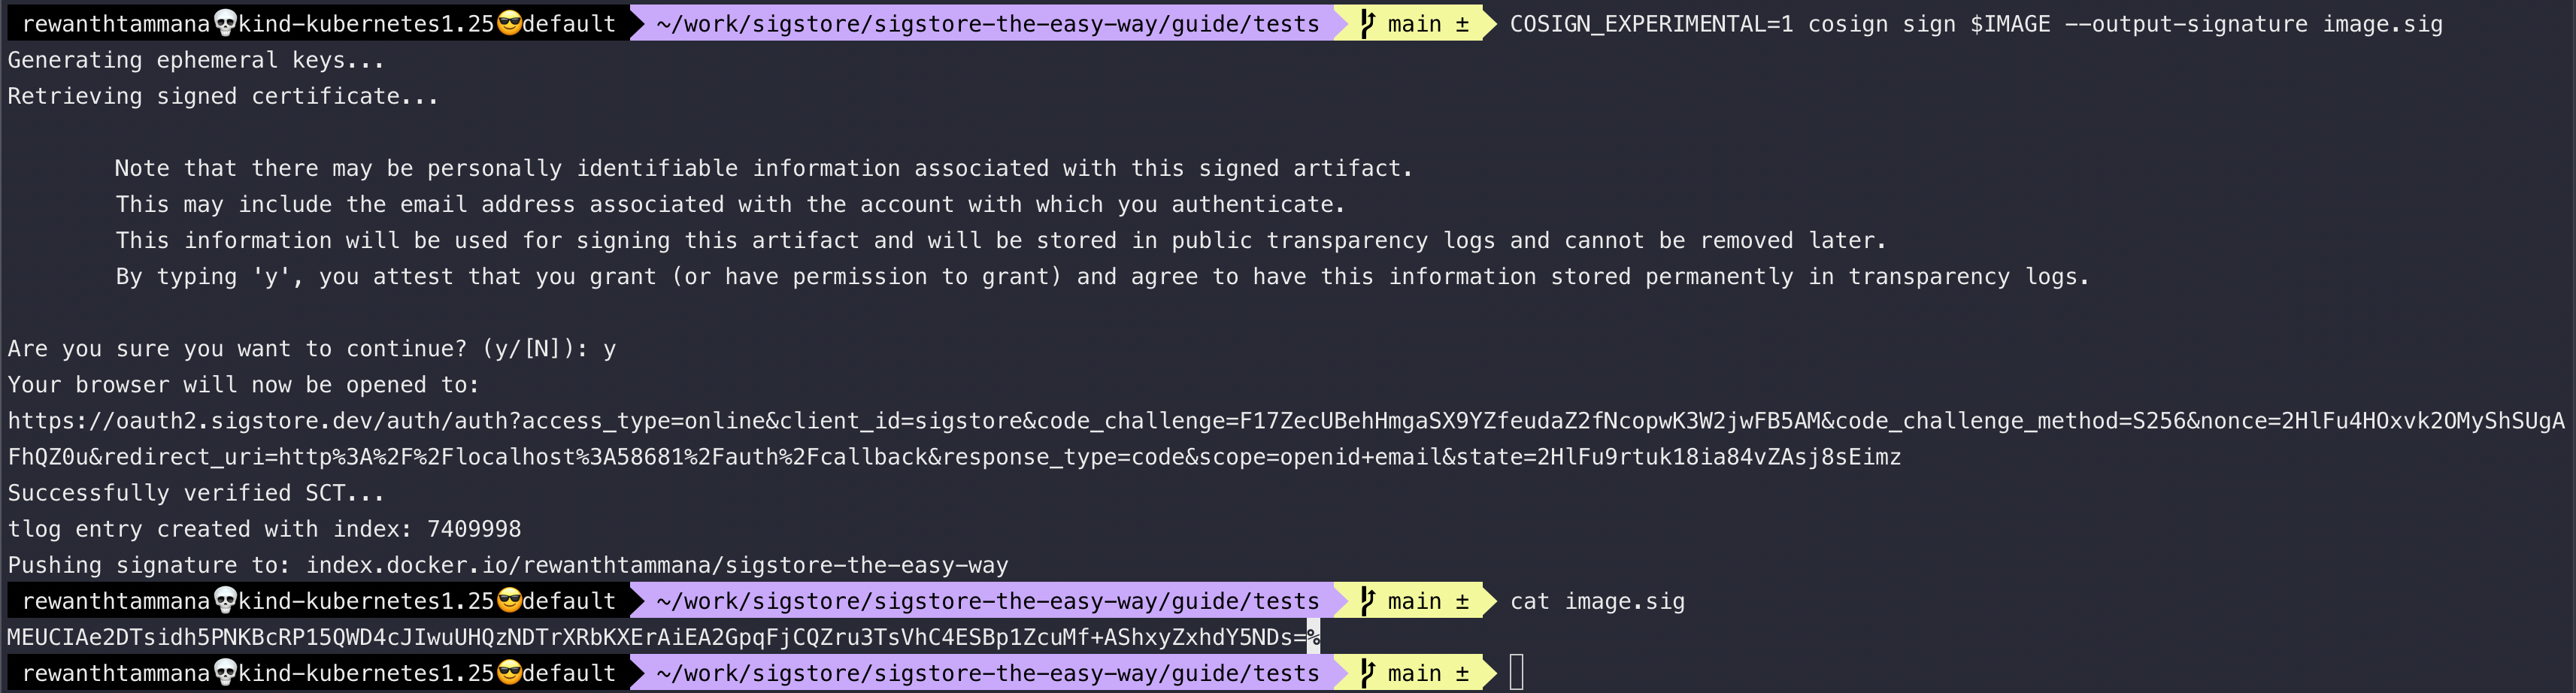 rewanthtammana💀kind-kubernetes1.25😎default ~/work/sigstore/sigstore-the-easy-way/guide/tests main ± COSIGN_EXPERIMENTAL=1 cosign sign $IMAGE --output-signature image.sig
Generating ephemeral keys...
Retrieving signed certificate...
Note that there may be personally identifiable information associated with this signed artifact.
This may include the email address associated with the account with which you authenticate.
This information will be used for signing this artifact and will be stored in public transparency logs and cannot be removed later.
By typing 'y', you attest that you grant (or have permission to grant) and agree to have this information stored permanently in transparency logs.
Are you sure you want to continue? (y/[N]): y
Your browser will now be opened to:
https://oauth2.sigstore.dev/auth/auth?access_type=online&client_id=sigstore&code_challenge=F17ZecUBehHmgaSX9YZfeudaZ2fNcopwK3W2jwFB5AM&code_challenge_method=S256&nonce=2HlFu4HOxvk2OMyShSUgA
FhQZ0u&redirect_uri=http%3A%2F%2Flocalhost%3A58681%2Fauth%2Fcallback&response_type=code&scope=openid+email&state=2HlFu9rtuk18ia84vZAsj8sEimz
Successfully verified SCT...
tlog entry created with index: 7409998
Pushing signature to: index.docker.io/rewanthtammana/sigstore-the-easy-way
rewanthtammana💀kind-kubernetes1.25😎default ~/work/sigstore/sigstore-the-easy-way/guide/tests main ± cat image.sig
MEUCIAe2DTsidh5PNKBcRP15QWD4cJIwuUHQzNDTrXRbKXErAiEA2GpqFjCQZru3TsVhC4ESBp1ZcuMf+AShxyZxhdY5NDs=%
rewanthtammana💀kind-kubernetes1.25😎default ~/work/sigstore/sigstore-the-easy-way/guide/tests main ±